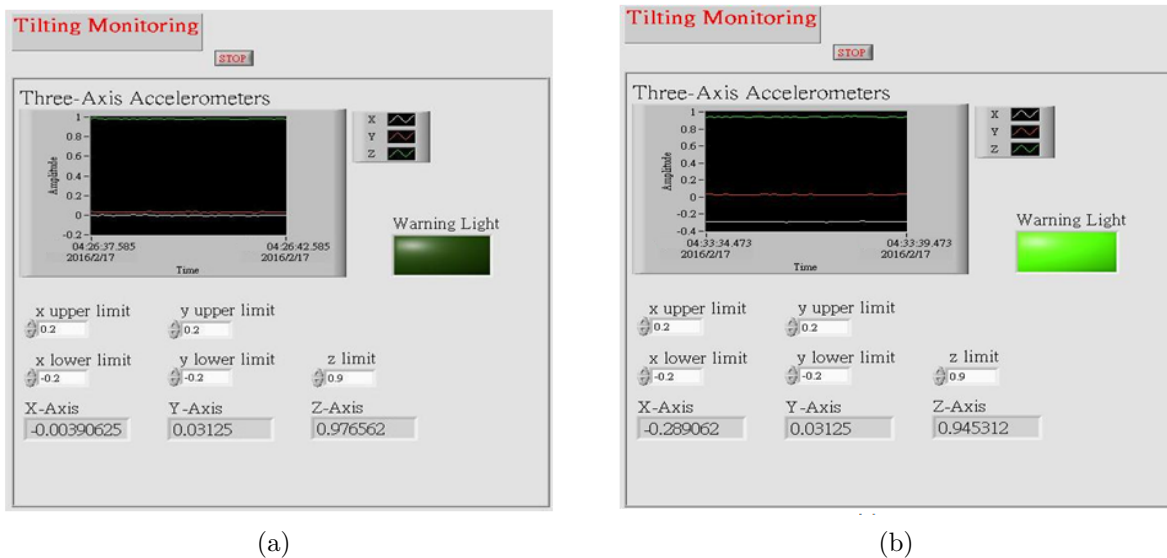 Tilting Monitoring
STOP
Three-Axis Accelerometers
1
0.8
0.6
0.4
0.2
0
-0.2
Amplitude
04:26:37.585
2016/2/17
04:26:42.585
2016/2/17
Time
X
Y
Z
Warning Light
x upper limit
0.2
y upper limit
0.2
x lower limit
-0.2
y lower limit
-0.2
z limit
0.9
X-Axis
-0.00390625
Y-Axis
0.03125
Z-Axis
0.976562
(a)
Tilting Monitoring
STOP
Three-Axis Accelerometers
1
0.8
0.6
0.4
0.2
0
-0.2
-0.4
Amplitude
04:33:34.473
2016/2/17
04:33:39.473
2016/2/17
Time
X
Y
Z
Warning Light
x upper limit
0.2
y upper limit
0.2
x lower limit
-0.2
y lower limit
-0.2
z limit
0.9
X-Axis
-0.289062
Y-Axis
0.03125
Z-Axis
0.945312
(b)